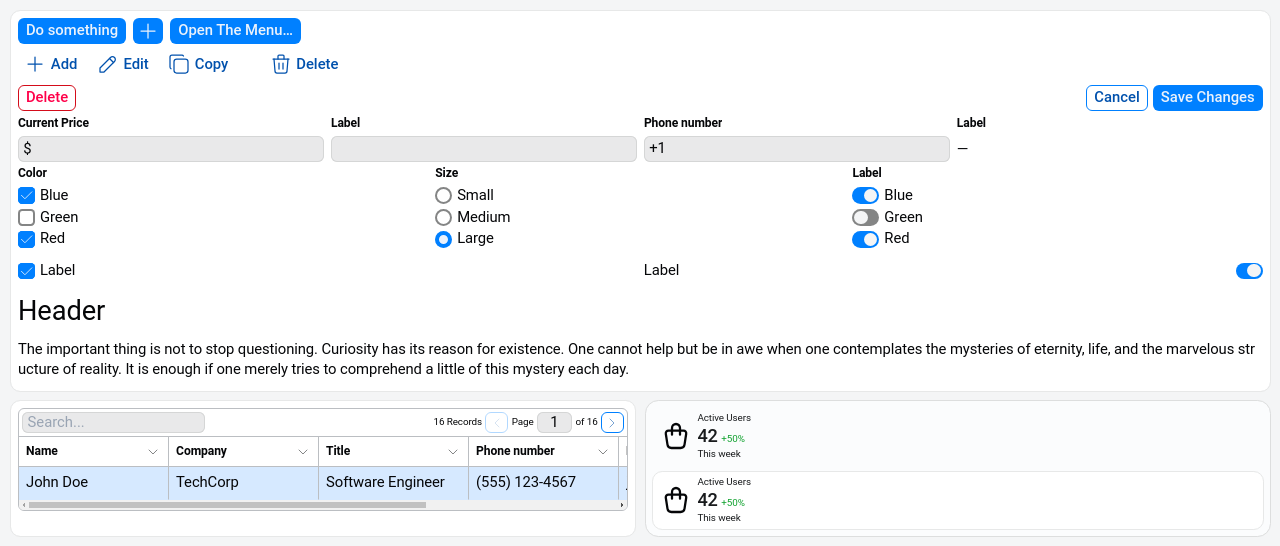 Do something
Open The Menu...
Add Edit Copy Delete
Delete Cancel Save Changes
Current Price Label Phone number Label
$ +1 —
Color Size Label
Blue Small Blue
Green Medium Green
Red Large Red
Label Label
Header
The important thing is not to stop questioning. Curiosity has its reason for existence. One cannot help but be in awe when one contemplates the mysteries of eternity, life, and the marvelous str
ucture of reality. It is enough if one merely tries to comprehend a little of this mystery each day.
Search... 16 Records Page 1 of 16
Name Company Title Phone number
John Doe TechCorp Software Engineer (555) 123-4567
Active Users
42 +50%
This week
Active Users
42 +50%
This week